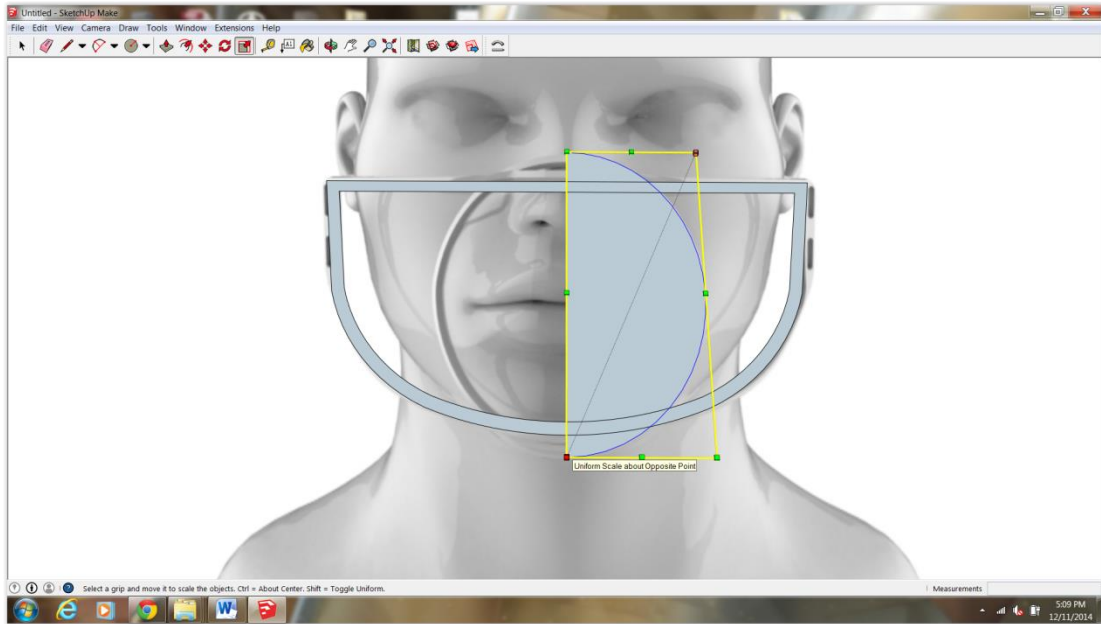 Untitled - SketchUp Make
File Edit View Camera Draw Tools Window Extensions Help
A1
Uniform Scale about Opposite Point
Select a grip and move it to scale the objects. Ctrl = About Center. Shift = Toggle Uniform.
Measurements
W
5:09 PM
12/11/2014